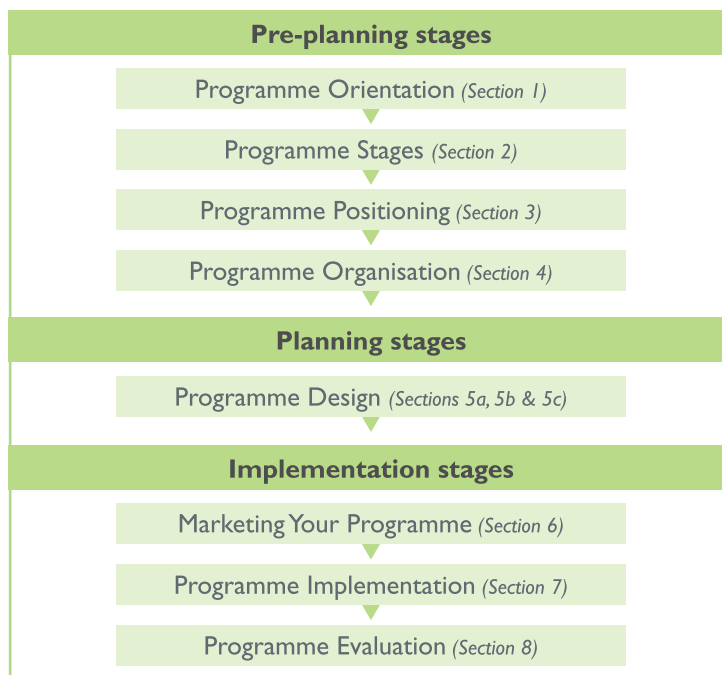 Pre-planning stages
Programme Orientation (Section 1)
Programme Stages (Section 2)
Programme Positioning (Section 3)
Programme Organisation (Section 4)
Planning stages
Programme Design (Sections 5a, 5b & 5c)
Implementation stages
Marketing Your Programme (Section 6)
Programme Implementation (Section 7)
Programme Evaluation (Section 8)